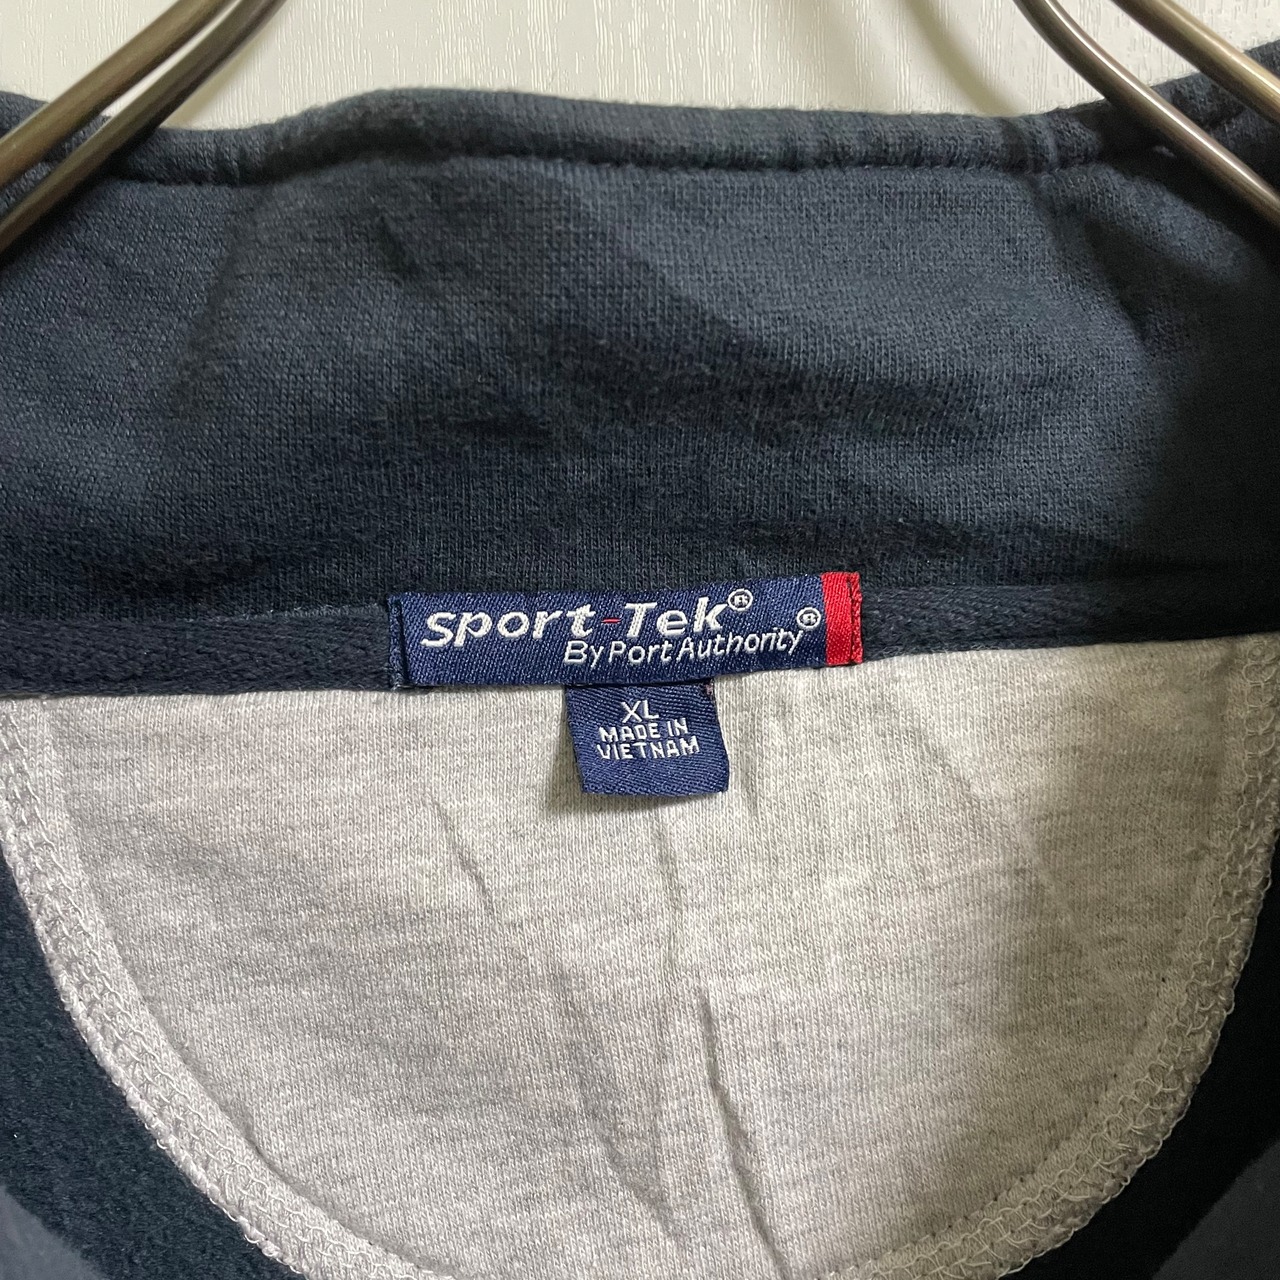 Sport-Tek®
By Port Authority®
XL
MADE IN
VIETNAM